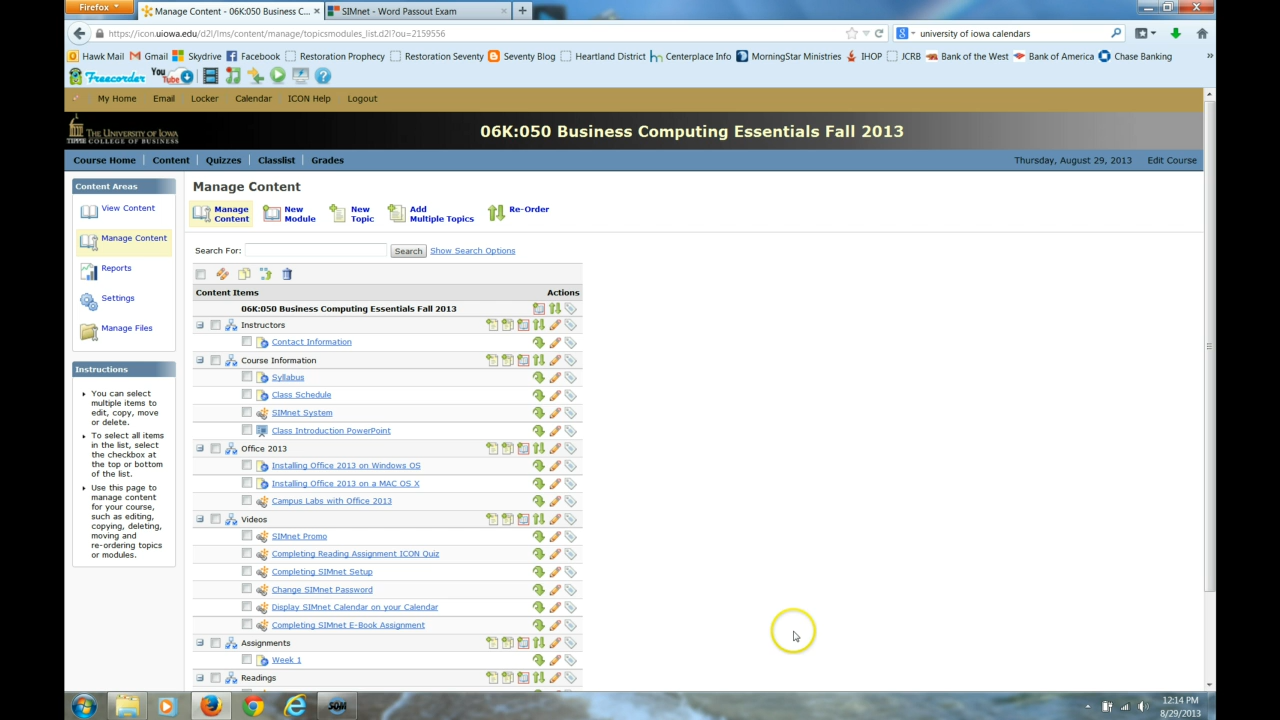 Firefox
Manage Content - 06K:050 Business C... ×
SIMnet - Word Passout Exam ×
https://icon.uiowa.edu/d2l/lms/content/manage/topicsmodules_list.d2l?ou=2159556
university of iowa calendars
Hawk Mail Gmail Skydrive Facebook Restoration Prophecy Restoration Seventy Seventy Blog Heartland District Centerplace Info MorningStar Ministries IHOP JCRB Bank of the West Bank of America Chase Banking »
Freecorder You Tube
My Home Email Locker Calendar ICON Help Logout
THE UNIVERSITY OF IOWA
TIPPIE COLLEGE OF BUSINESS
06K:050 Business Computing Essentials Fall 2013
Course Home Content Quizzes Classlist Grades Thursday, August 29, 2013 Edit Course
Content Areas
View Content
Manage Content
Reports
Settings
Manage Files
Instructions
You can select
multiple items to
edit, copy, move
or delete.
To select all items
in the list, select
the checkbox at
the top or bottom
of the list.
Use this page to
manage content
for your course,
such as editing,
copying, deleting,
moving and
re-ordering topics
or modules.
Manage Content
Manage
Content
New
Module
New
Topic
Add
Multiple Topics
Re-Order
Search For: Search Show Search Options
Content Items Actions
06K:050 Business Computing Essentials Fall 2013
Instructors
Contact Information
Course Information
Syllabus
Class Schedule
SIMnet System
Class Introduction PowerPoint
Office 2013
Installing Office 2013 on Windows OS
Installing Office 2013 on a MAC OS X
Campus Labs with Office 2013
Videos
SIMnet Promo
Completing Reading Assignment ICON Quiz
Completing SIMnet Setup
Change SIMnet Password
Display SIMnet Calendar on your Calendar
Completing SIMnet E-Book Assignment
Assignments
Week 1
Readings
SOM
12:14 PM
8/29/2013